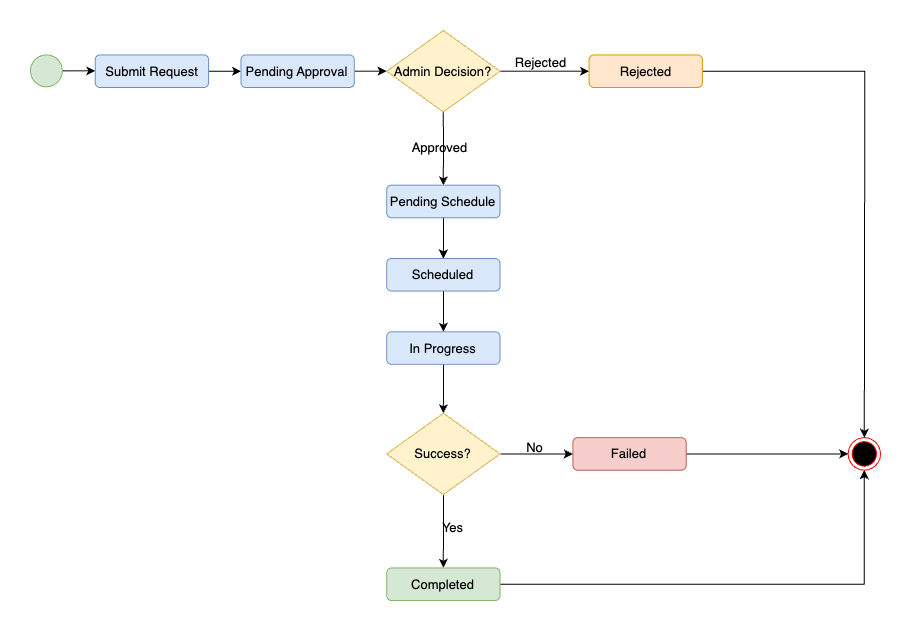 Submit Request
Pending Approval
Admin Decision?
Rejected
Rejected
Approved
Pending Schedule
Scheduled
In Progress
Success?
No
Failed
Yes
Completed